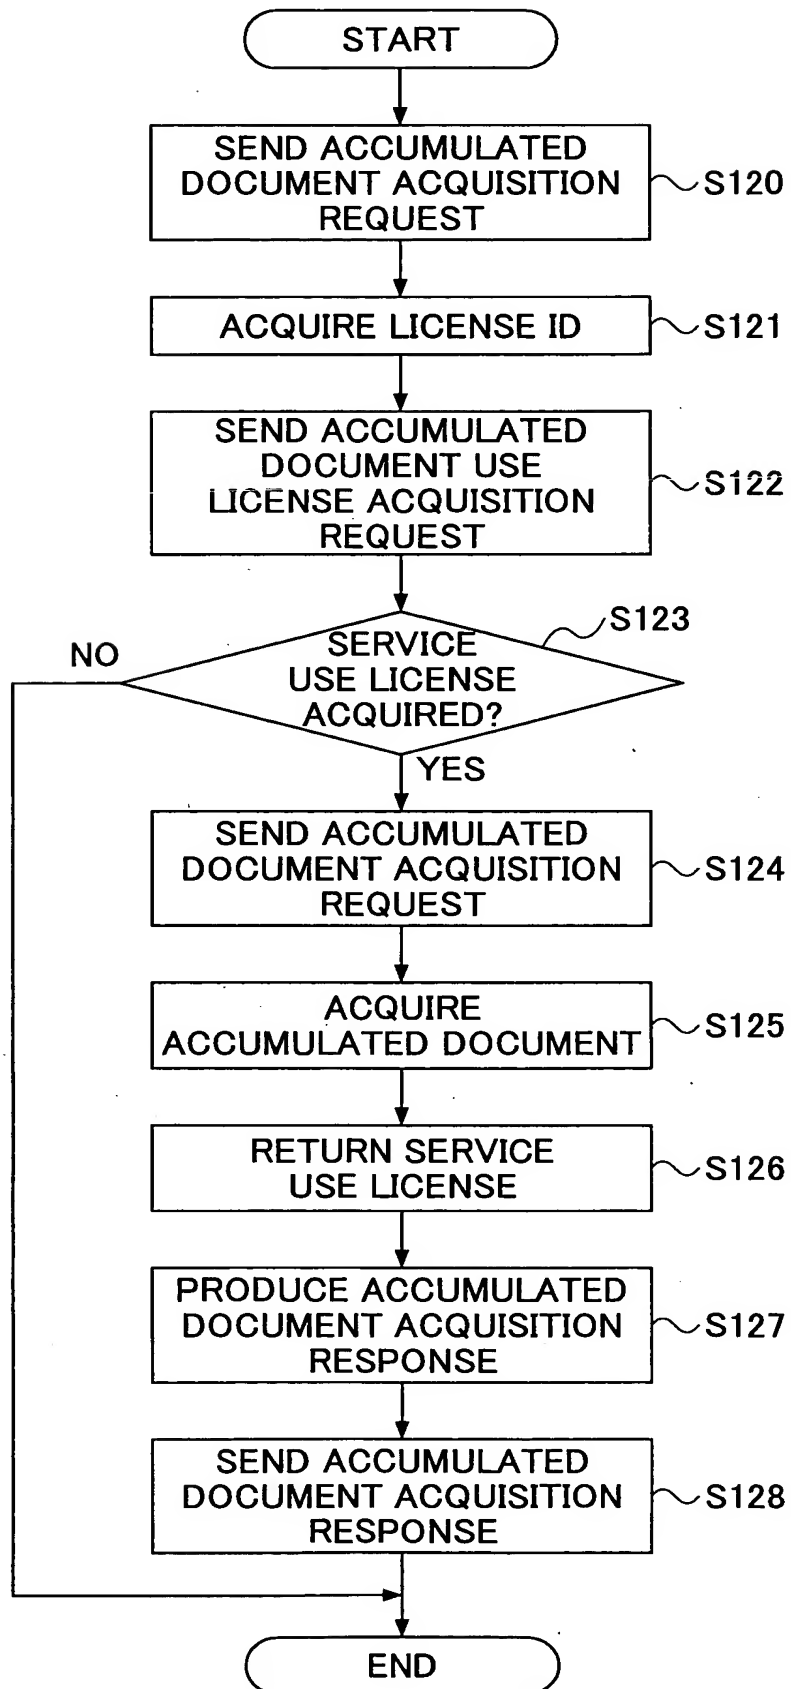 START
SEND ACCUMULATED
DOCUMENT ACQUISITION
REQUEST
S120
ACQUIRE LICENSE ID
S121
SEND ACCUMULATED
DOCUMENT USE
LICENSE ACQUISITION
REQUEST
S122
S123
SERVICE
USE LICENSE
ACQUIRED?
NO
YES
SEND ACCUMULATED
DOCUMENT ACQUISITION
REQUEST
S124
ACQUIRE
ACCUMULATED DOCUMENT
S125
RETURN SERVICE
USE LICENSE
S126
PRODUCE ACCUMULATED
DOCUMENT ACQUISITION
RESPONSE
S127
SEND ACCUMULATED
DOCUMENT ACQUISITION
RESPONSE
S128
END